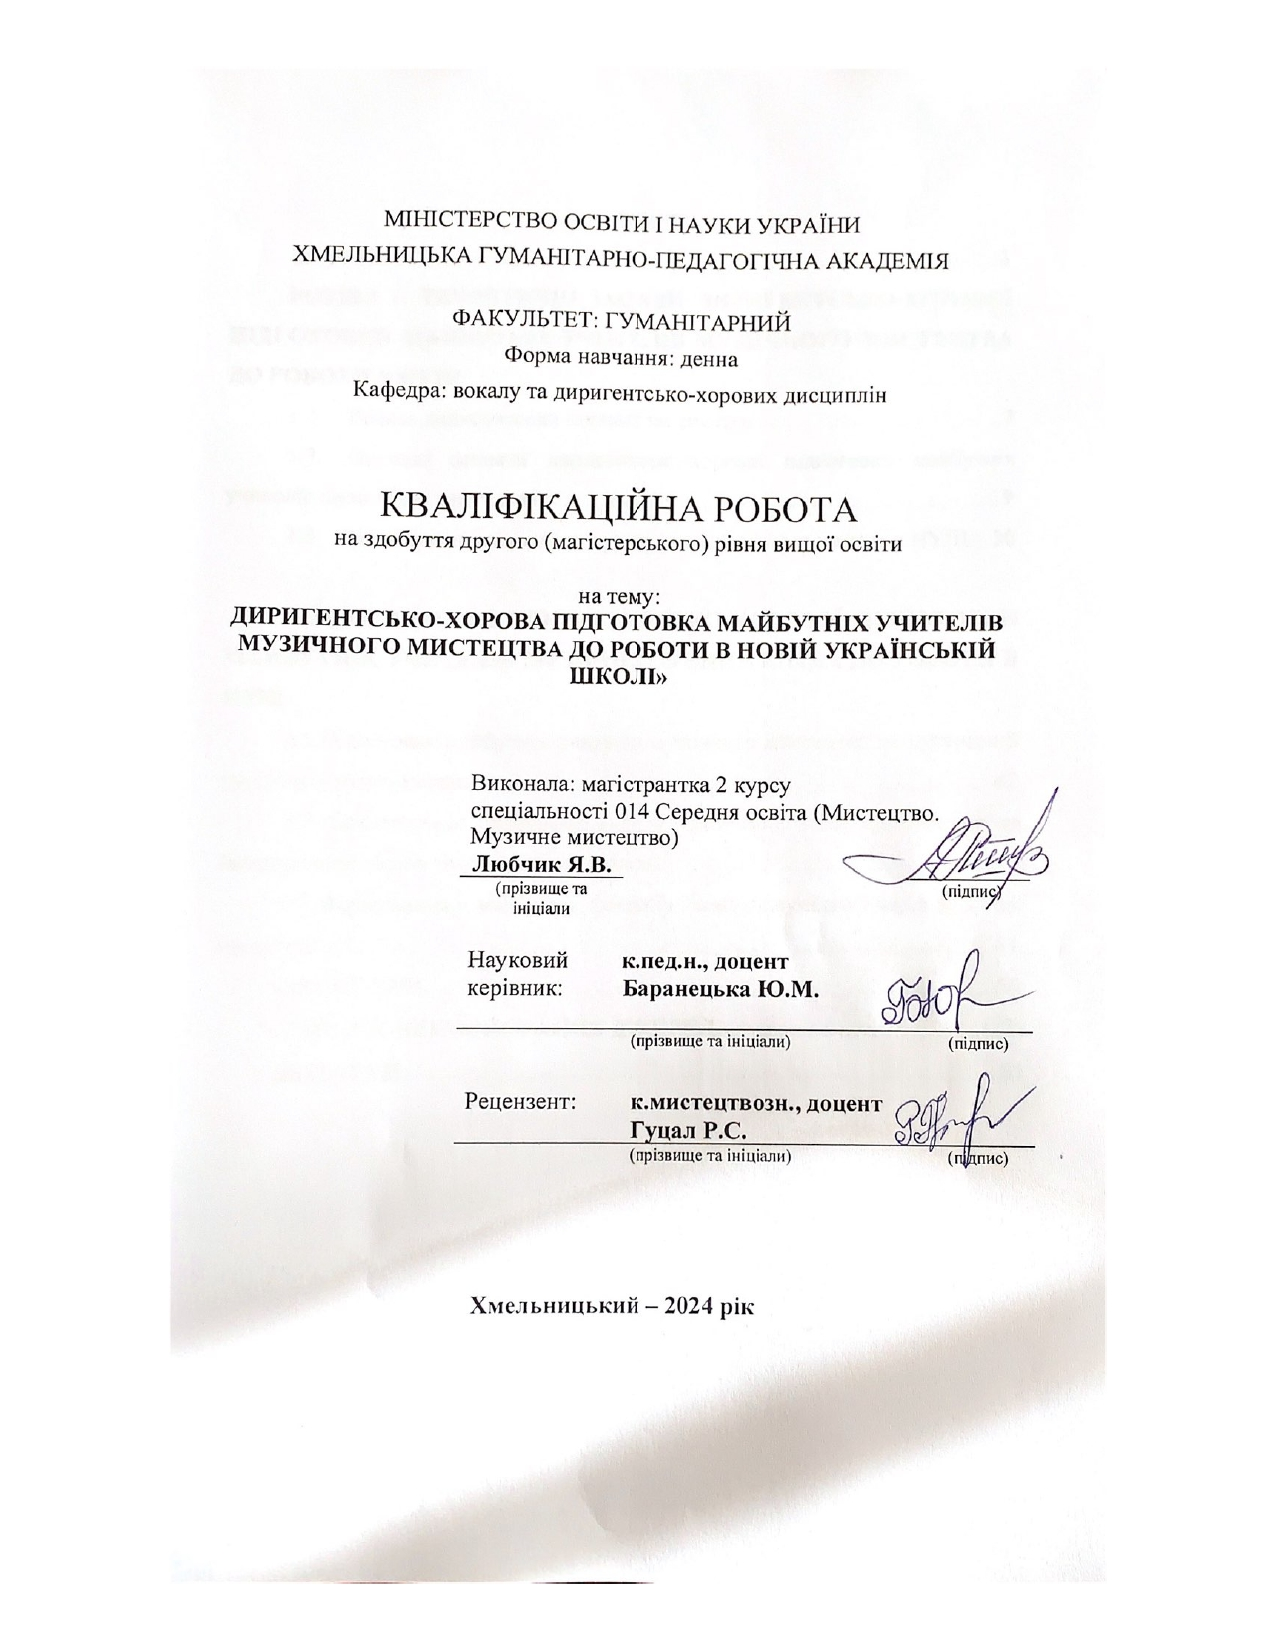 МІНІСТЕРСТВО ОСВІТИ І НАУКИ УКРАЇНИ
ХМЕЛЬНИЦЬКА ГУМАНІТАРНО-ПЕДАГОГІЧНА АКАДЕМІЯ
ФАКУЛЬТЕТ: ГУМАНІТАРНИЙ
Форма навчання: денна
Кафедра: вокалу та диригентсько-хорових дисциплін
КВАЛІФІКАЦІЙНА РОБОТА
на здобуття другого (магістерського) рівня вищої освіти
на тему:
ДИРИГЕНТСЬКО-ХОРОВА ПІДГОТОВКА МАЙБУТНІХ УЧИТЕЛІВ
МУЗИЧНОГО МИСТЕЦТВА ДО РОБОТИ В НОВІЙ УКРАЇНСЬКІЙ
ШКОЛІ»
Виконала: магістрантка 2 курсу
спеціальності 014 Середня освіта (Мистецтво.
Музичне мистецтво)
Любчик Я.В.
(прізвище та (підпис)
ініціали
Науковий к.пед.н., доцент
керівник: Баранецька Ю.М.
(прізвище та ініціали) (підпис)
Рецензент: к.мистецтвозн., доцент
Гуцал Р.С.
(прізвище та ініціали) (підпис)
Хмельницький – 2024 рік